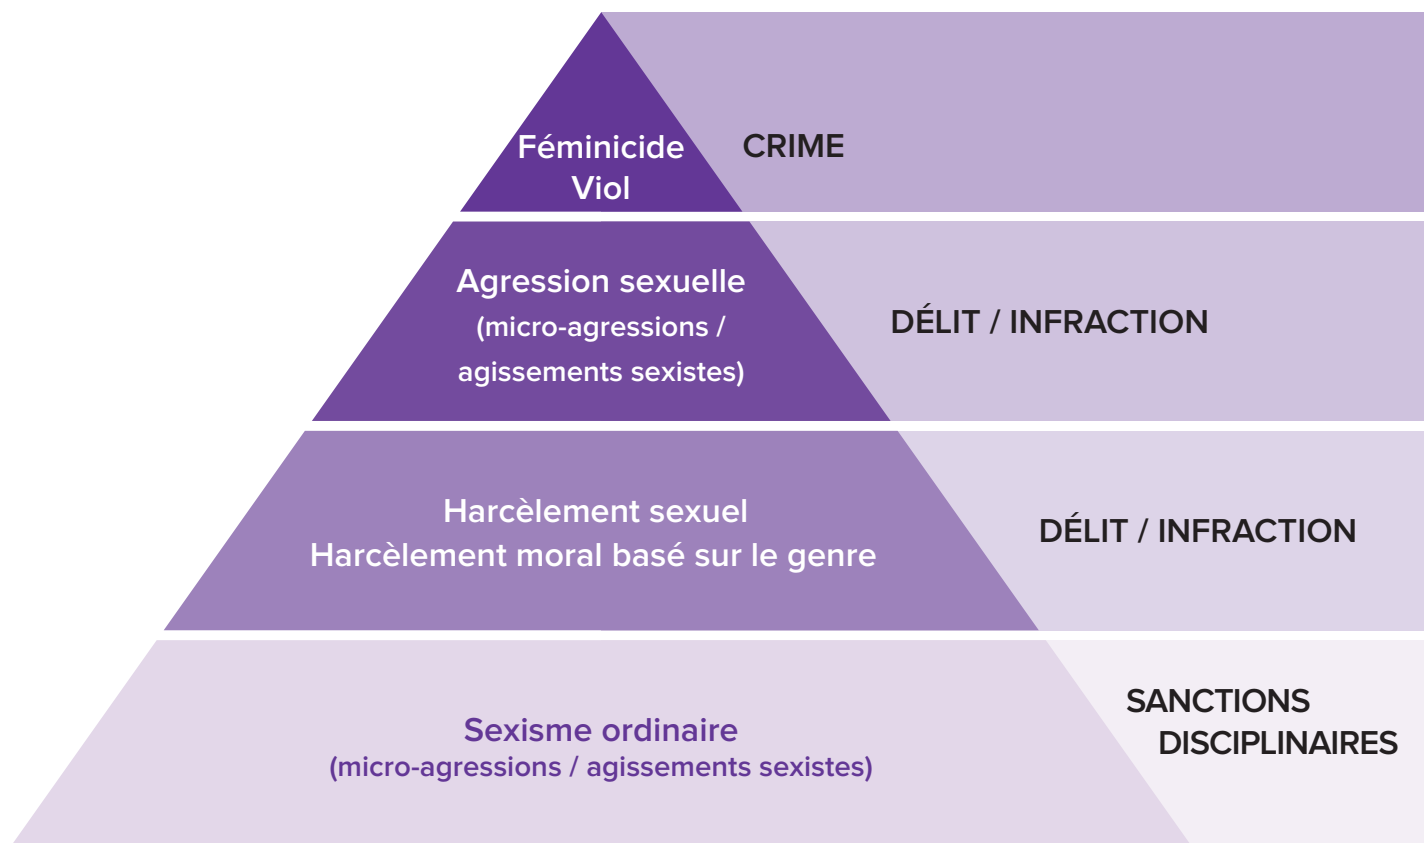 Féminicide
Viol
CRIME
Agression sexuelle
(micro-agressions /
agissements sexistes)
DÉLIT / INFRACTION
Harcèlement sexuel
Harcèlement moral basé sur le genre
DÉLIT / INFRACTION
Sexisme ordinaire
(micro-agressions / agissements sexistes)
SANCTIONS
DISCIPLINAIRES